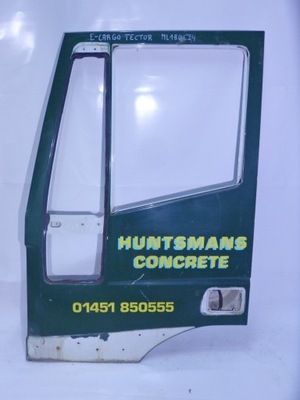 E-CARGO TECTOR ML180E24
HUNTSMANS
CONCRETE
01451 850555